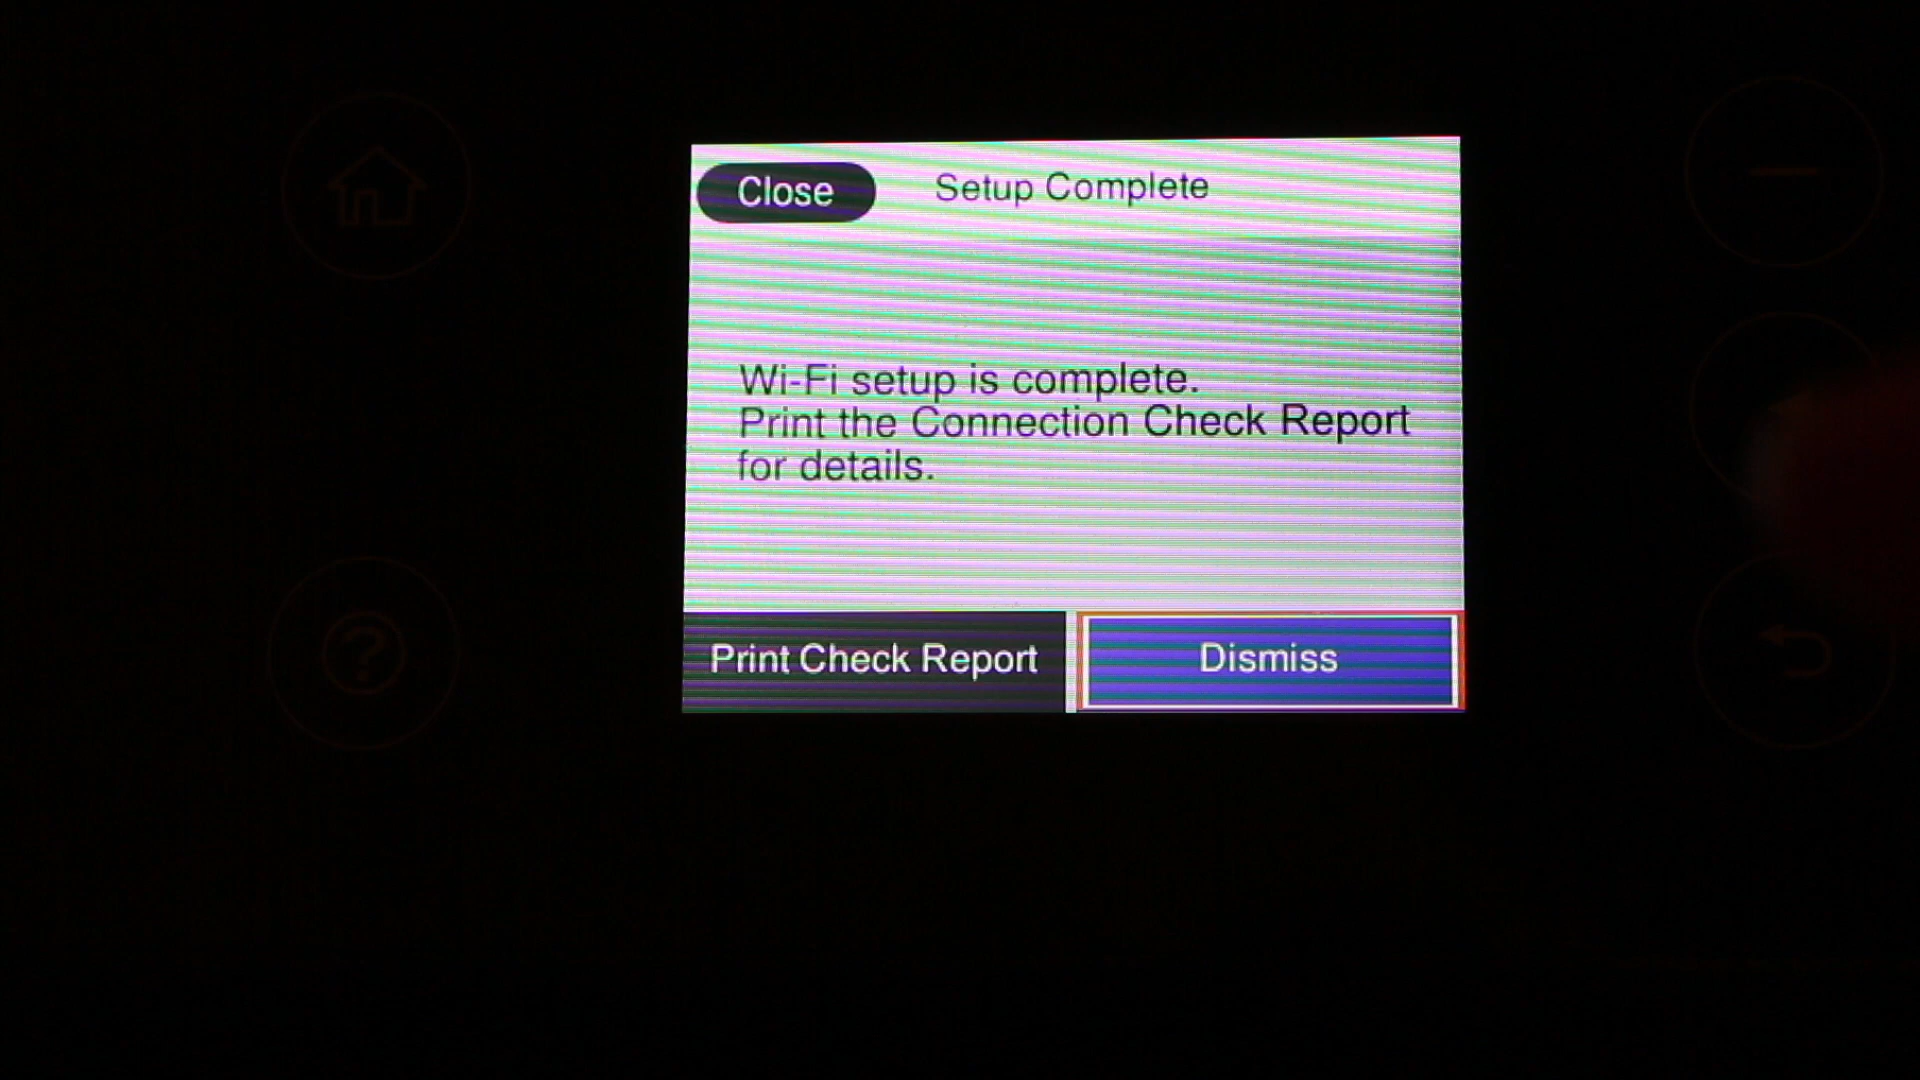 Close
Setup Complete
Wi-Fi setup is complete.
Print the Connection Check Report
for details.
Print Check Report
Dismiss
?